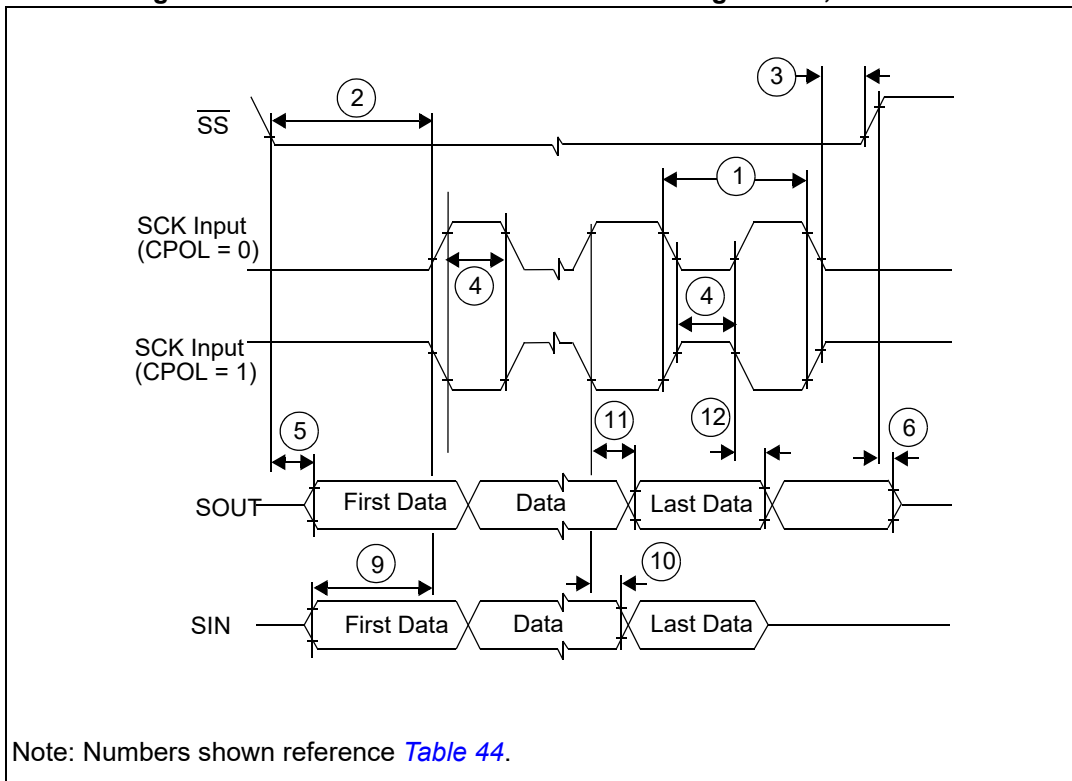 3
2
SS
1
SCK Input
(CPOL = 0)
4
4
SCK Input
(CPOL = 1)
5
11
12
6
SOUT
First Data
Data
Last Data
9
10
SIN
First Data
Data
Last Data
Note: Numbers shown reference Table 44.